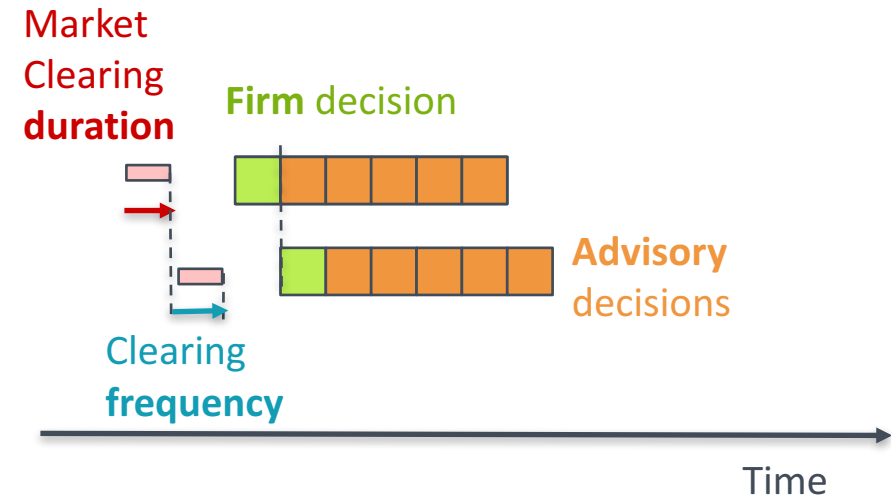 Market
Clearing
duration
Firm decision
Advisory
decisions
Clearing
frequency
Time